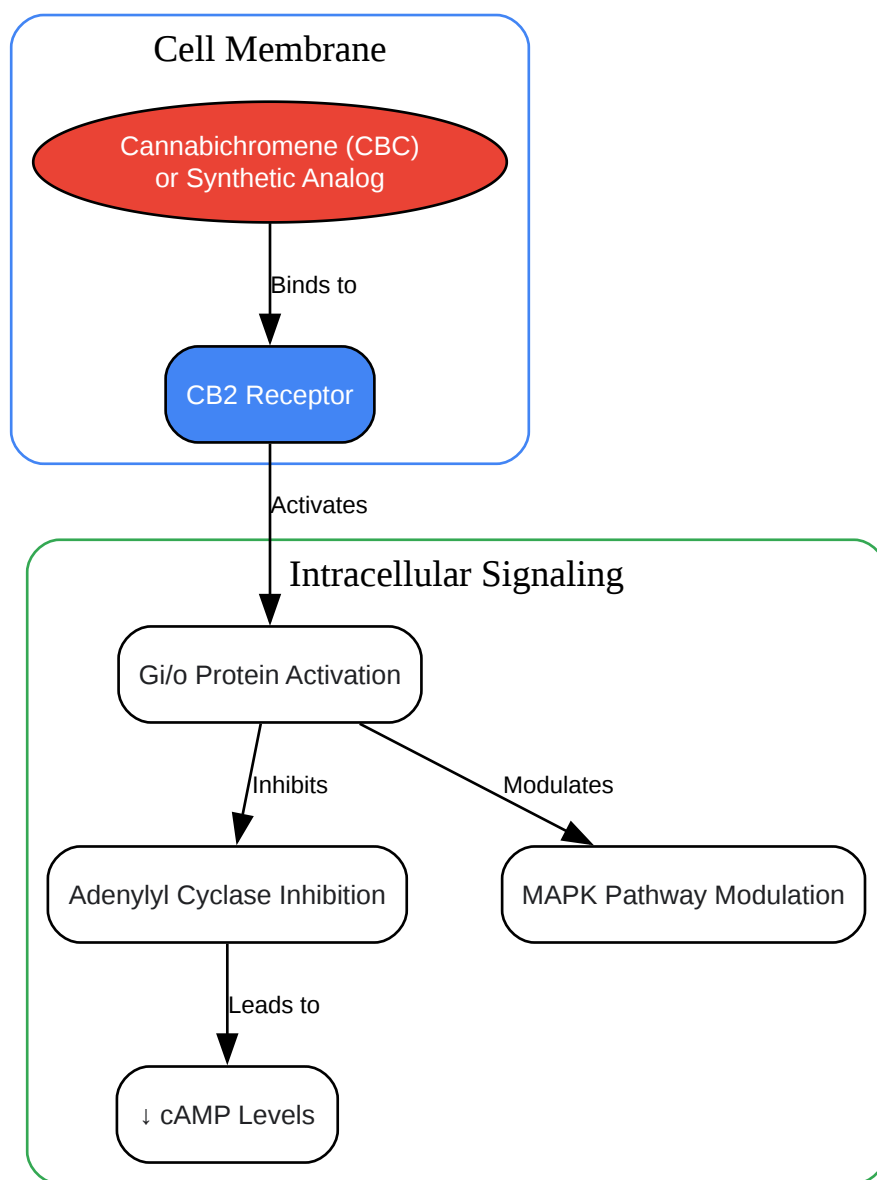 Cell Membrane
Cannabichromene (CBC)
or Synthetic Analog
Binds to
CB2 Receptor
Activates
Intracellular Signaling
Gi/o Protein Activation
Inhibits
Modulates
Adenylyl Cyclase Inhibition
MAPK Pathway Modulation
Leads to
↓ cAMP Levels